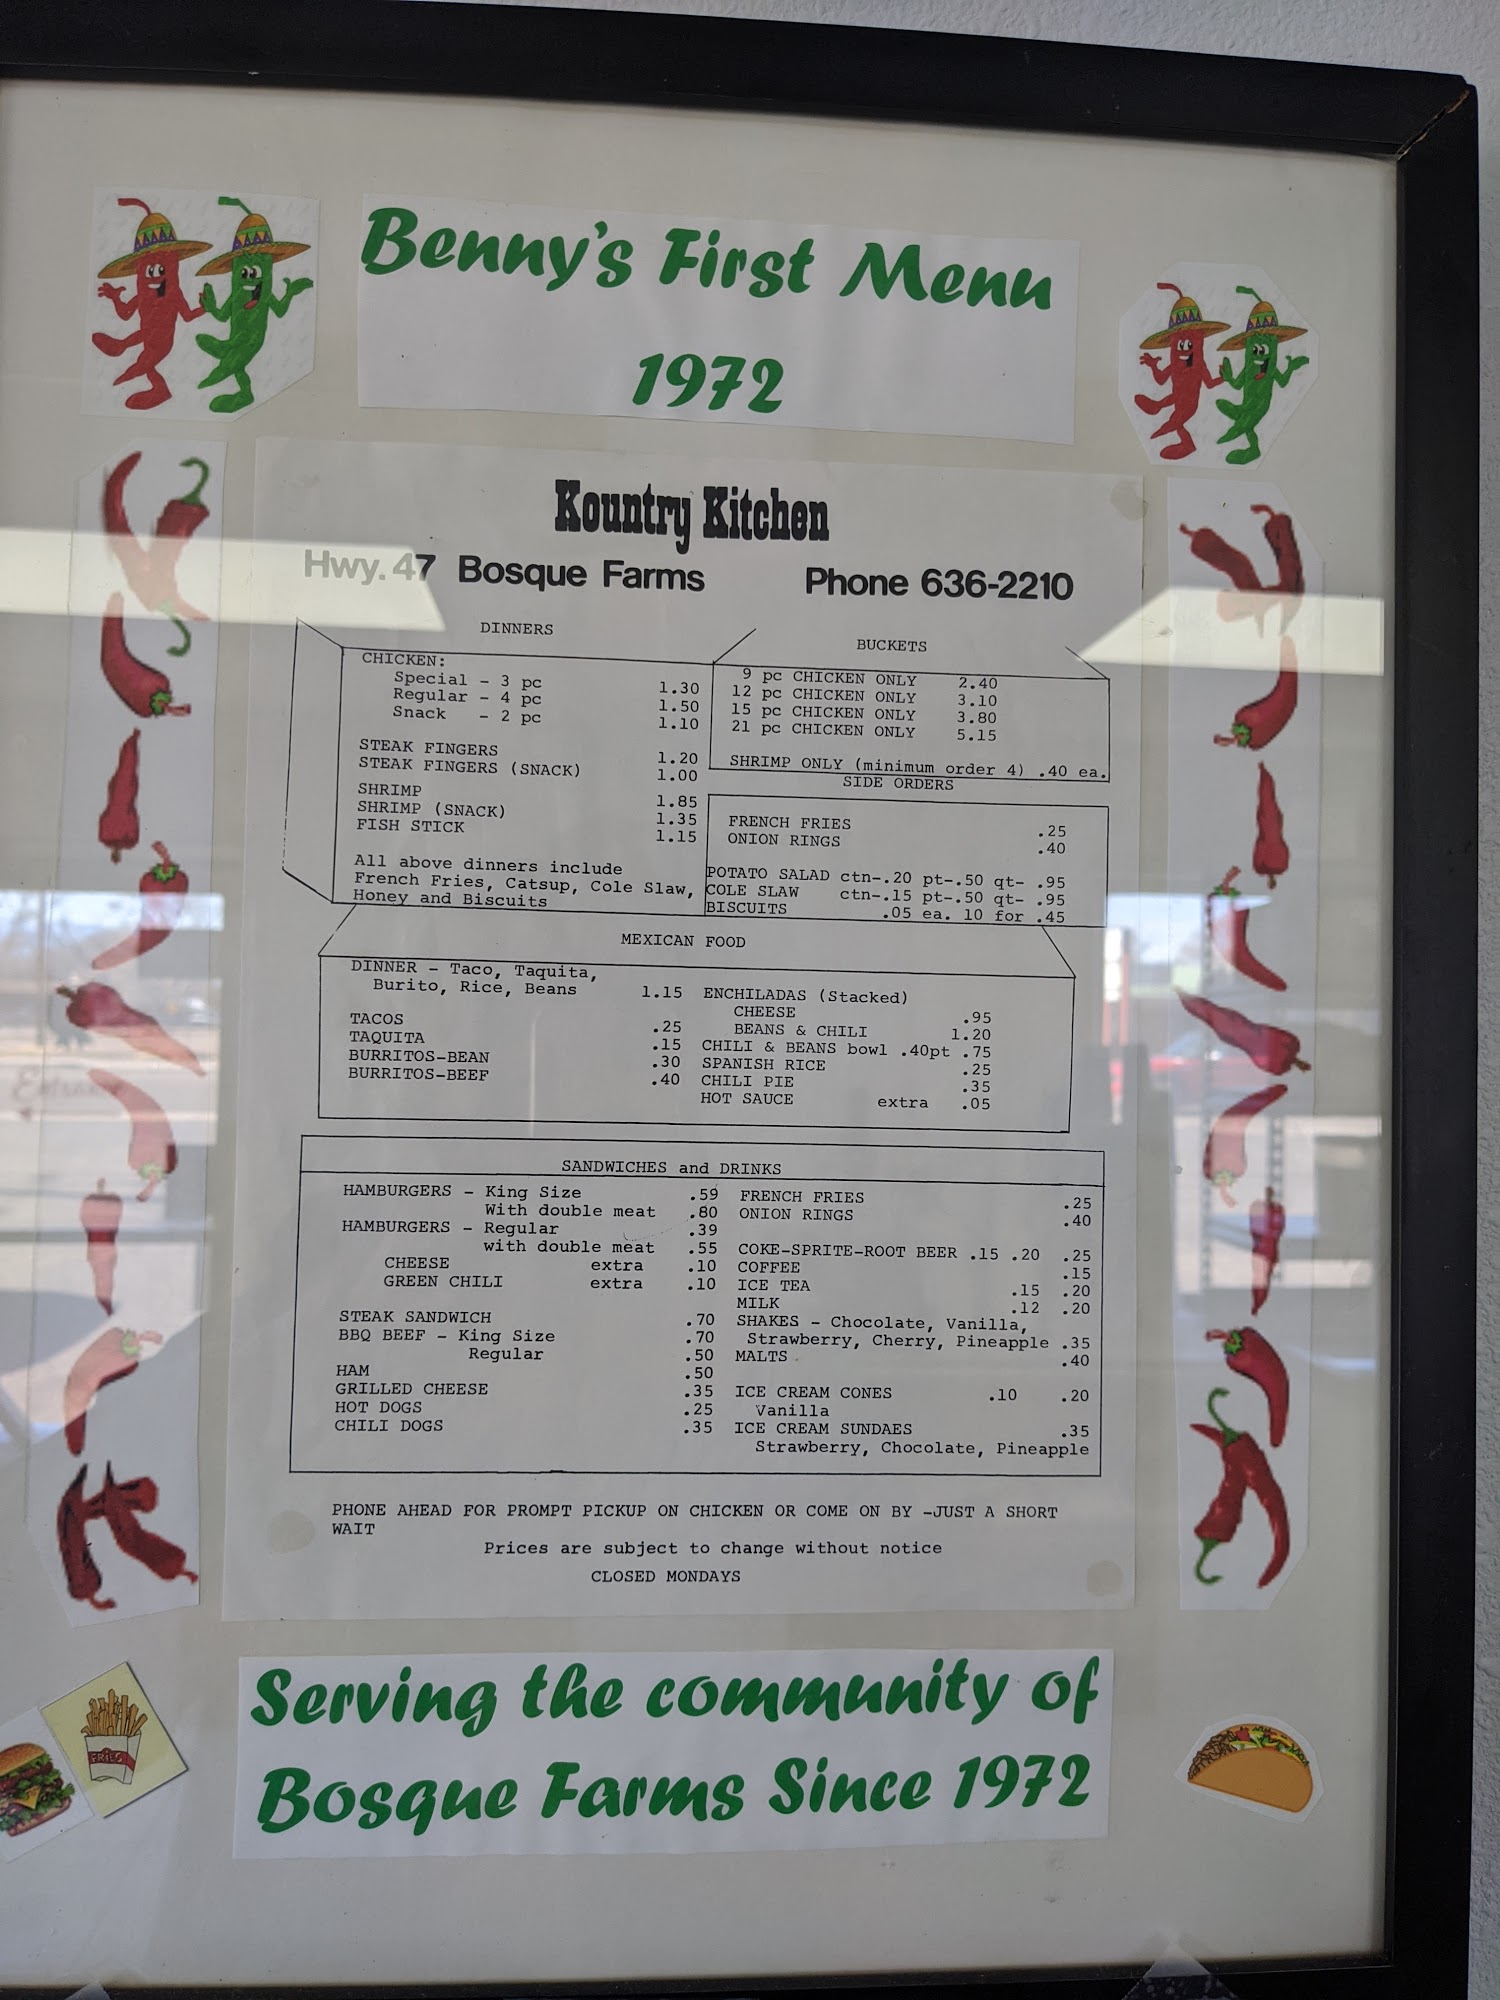 Benny's First Menu
1972
Kountry Kitchen
Hwy. 47 Bosque Farms Phone 636-2210
DINNERS
CHICKEN:
Special - 3 pc 1.30
Regular - 4 pc 1.50
Snack - 2 pc 1.10
STEAK FINGERS 1.20
STEAK FINGERS (SNACK) 1.00
SHRIMP 1.85
SHRIMP (SNACK) 1.35
FISH STICK 1.15
All above dinners include
French Fries, Catsup, Cole Slaw,
Honey and Biscuits
BUCKETS
9 pc CHICKEN ONLY 2.40
12 pc CHICKEN ONLY 3.10
15 pc CHICKEN ONLY 3.80
21 pc CHICKEN ONLY 5.15
SHRIMP ONLY (minimum order 4) .40 ea.
SIDE ORDERS
FRENCH FRIES .25
ONION RINGS .40
POTATO SALAD ctn-.20 pt-.50 qt- .95
COLE SLAW ctn-.15 pt-.50 qt- .95
BISCUITS .05 ea. 10 for .45
MEXICAN FOOD
DINNER - Taco, Taquita,
Burito, Rice, Beans 1.15
TACOS .25
TAQUITA .15
BURRITOS-BEAN .30
BURRITOS-BEEF .40
ENCHILADAS (Stacked)
CHEESE .95
BEANS & CHILI 1.20
CHILI & BEANS bowl .40pt .75
SPANISH RICE .25
CHILI PIE .35
HOT SAUCE extra .05
SANDWICHES and DRINKS
HAMBURGERS - King Size .59
With double meat .80
HAMBURGERS - Regular .39
with double meat .55
CHEESE extra .10
GREEN CHILI extra .10
STEAK SANDWICH .70
BBQ BEEF - King Size .70
Regular .50
HAM .50
GRILLED CHEESE .35
HOT DOGS .25
CHILI DOGS .35
FRENCH FRIES .25
ONION RINGS .40
COKE-SPRITE-ROOT BEER .15 .20 .25
COFFEE .15
ICE TEA .15 .20
MILK .12 .20
SHAKES - Chocolate, Vanilla,
Strawberry, Cherry, Pineapple .35
MALTS .40
ICE CREAM CONES .10 .20
Vanilla
ICE CREAM SUNDAES .35
Strawberry, Chocolate, Pineapple
PHONE AHEAD FOR PROMPT PICKUP ON CHICKEN OR COME ON BY -JUST A SHORT
WAIT
Prices are subject to change without notice
CLOSED MONDAYS
FRIES
Serving the community of
Bosque Farms Since 1972